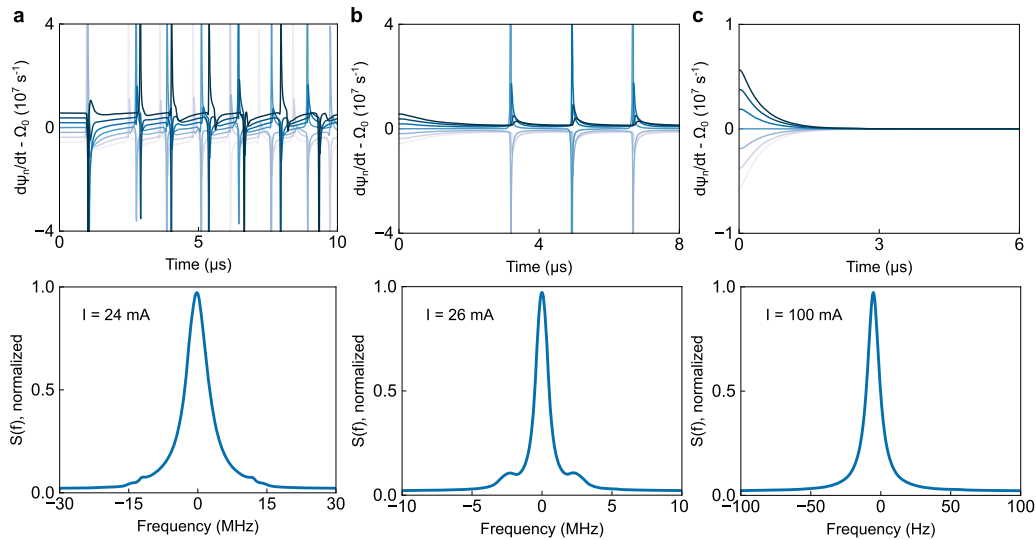 a
dψn/dt - Ω0 (10⁷ s⁻¹)
4
0
−4
0
5
10
Time (µs)
b
dψn/dt - Ω0 (10⁷ s⁻¹)
4
0
−4
0
4
8
Time (µs)
c
dψn/dt - Ω0 (10⁷ s⁻¹)
1
0
−1
0
3
6
Time (µs)
S(f), normalized
1.0
0.5
0.0
I = 24 mA
−30
−15
0
15
30
Frequency (MHz)
S(f), normalized
1.0
0.5
0.0
I = 26 mA
−10
−5
0
5
10
Frequency (MHz)
S(f), normalized
1.0
0.5
0.0
I = 100 mA
−100
−50
0
50
100
Frequency (Hz)